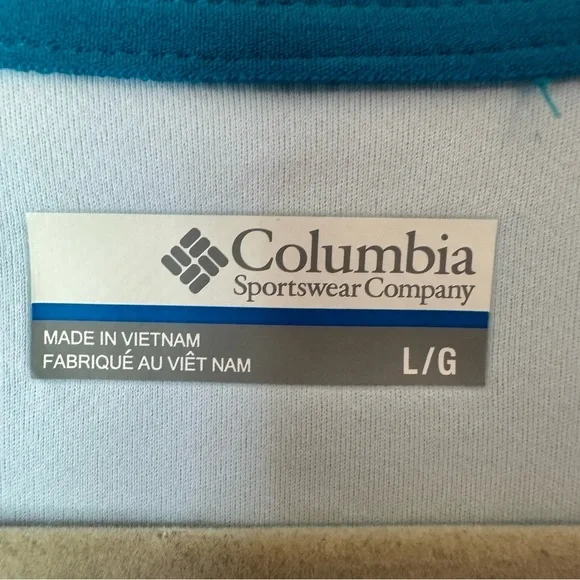 Columbia
Sportswear Company
MADE IN VIETNAM
FABRIQUÉ AU VIÊT NAM
L/G